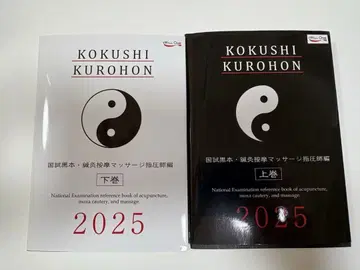 KOKUSHI
KUROHON
国試黒本・鍼灸按摩マッサージ指圧師編
下巻
National Examination reference book of acupuncture,
moxa cautery, and massage.
2025
KOKUSHI
KUROHON
国試黒本・鍼灸按摩マッサージ指圧師編
上巻
National Examination reference book of acupuncture,
moxa cautery, and massage.
2025